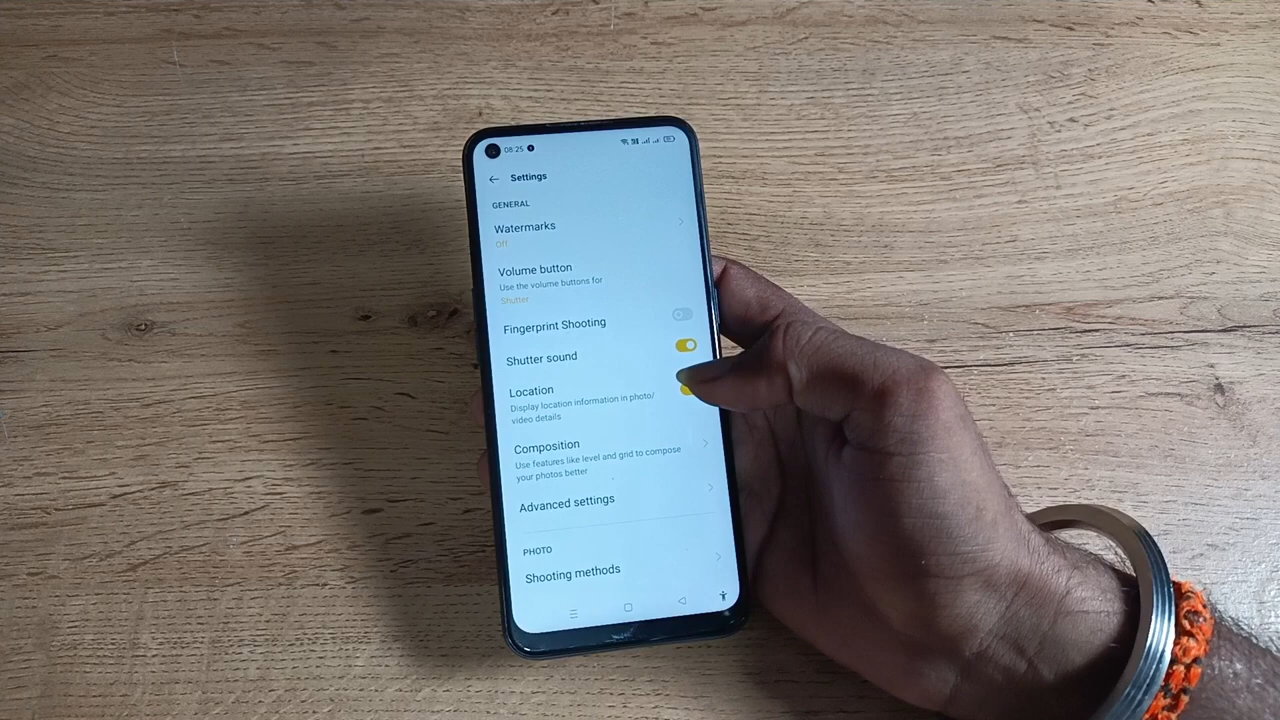 08:25
Settings
GENERAL
Watermarks
Off
Volume button
Use the volume buttons for
Shutter
Fingerprint Shooting
Shutter sound
Location
Display location information in photo/
video details
Composition
Use features like level and grid to compose
your photos better
Advanced settings
PHOTO
Shooting methods